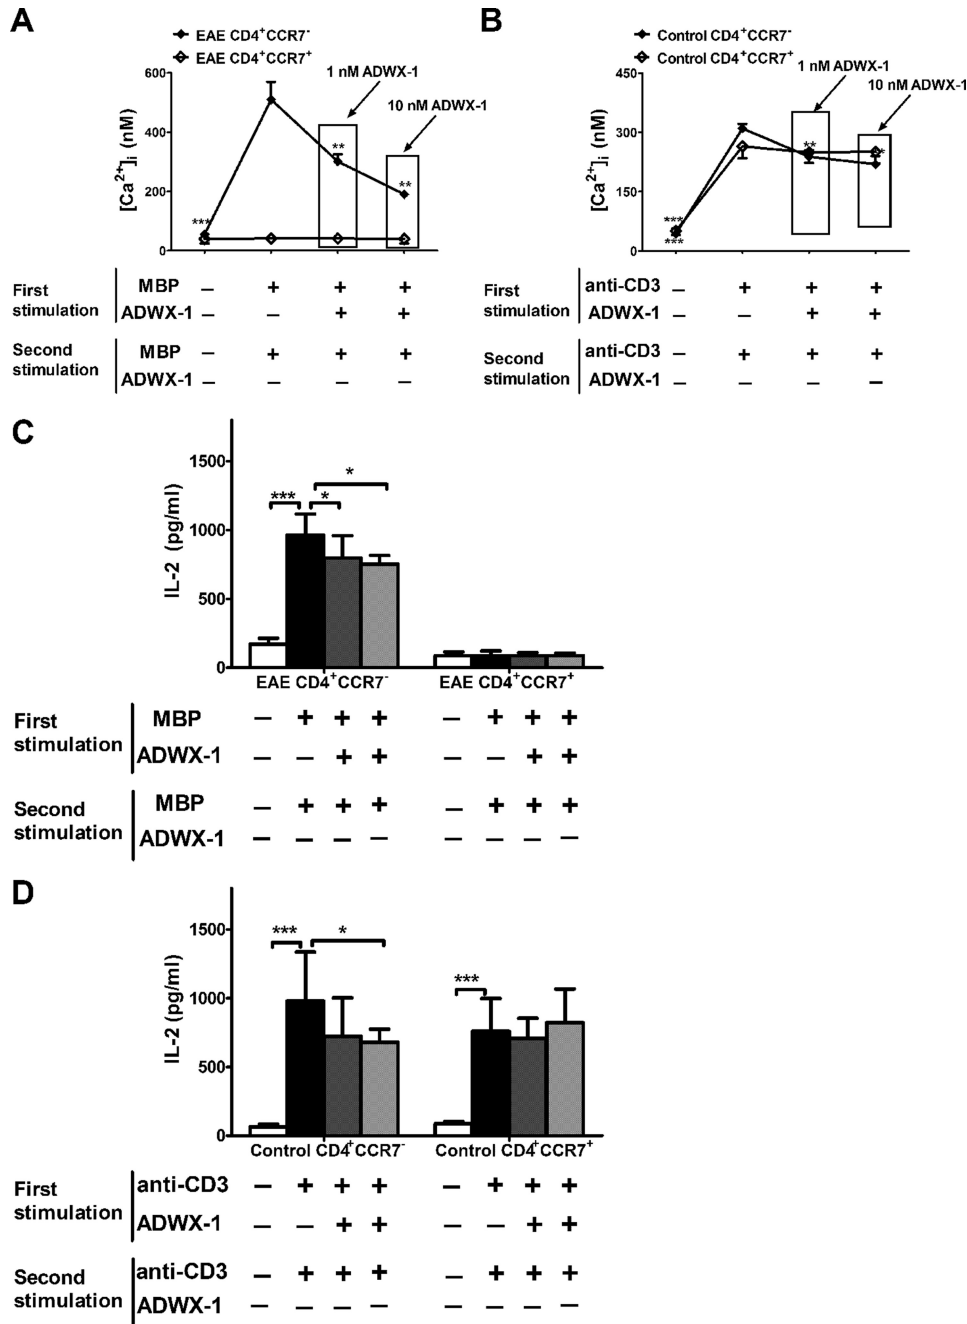 A
EAE CD4⁺CCR7⁻
EAE CD4⁺CCR7⁺
1 nM ADWX-1
10 nM ADWX-1
[Ca²⁺]ᵢ (nM)
600
400
200
0
***
**
**
First stimulation
MBP – + + +
ADWX-1 – – + +
Second stimulation
MBP – + + +
ADWX-1 – – – –
B
Control CD4⁺CCR7⁻
Control CD4⁺CCR7⁺
1 nM ADWX-1
10 nM ADWX-1
[Ca²⁺]ᵢ (nM)
450
300
150
0
***
***
**
*
First stimulation
anti-CD3 – + + +
ADWX-1 – – + +
Second stimulation
anti-CD3 – + + +
ADWX-1 – – – –
C
IL-2 (pg/ml)
1500
1000
500
0
*** * *
EAE CD4⁺CCR7⁻ EAE CD4⁺CCR7⁺
First stimulation
MBP – + + + – + + +
ADWX-1 – – + + – – + +
Second stimulation
MBP – + + + – + + +
ADWX-1 – – – – – – – –
D
IL-2 (pg/ml)
1500
1000
500
0
*** * ***
Control CD4⁺CCR7⁻ Control CD4⁺CCR7⁺
First stimulation
anti-CD3 – + + + – + + +
ADWX-1 – – + + – – + +
Second stimulation
anti-CD3 – + + + – + + +
ADWX-1 – – – – – – – –